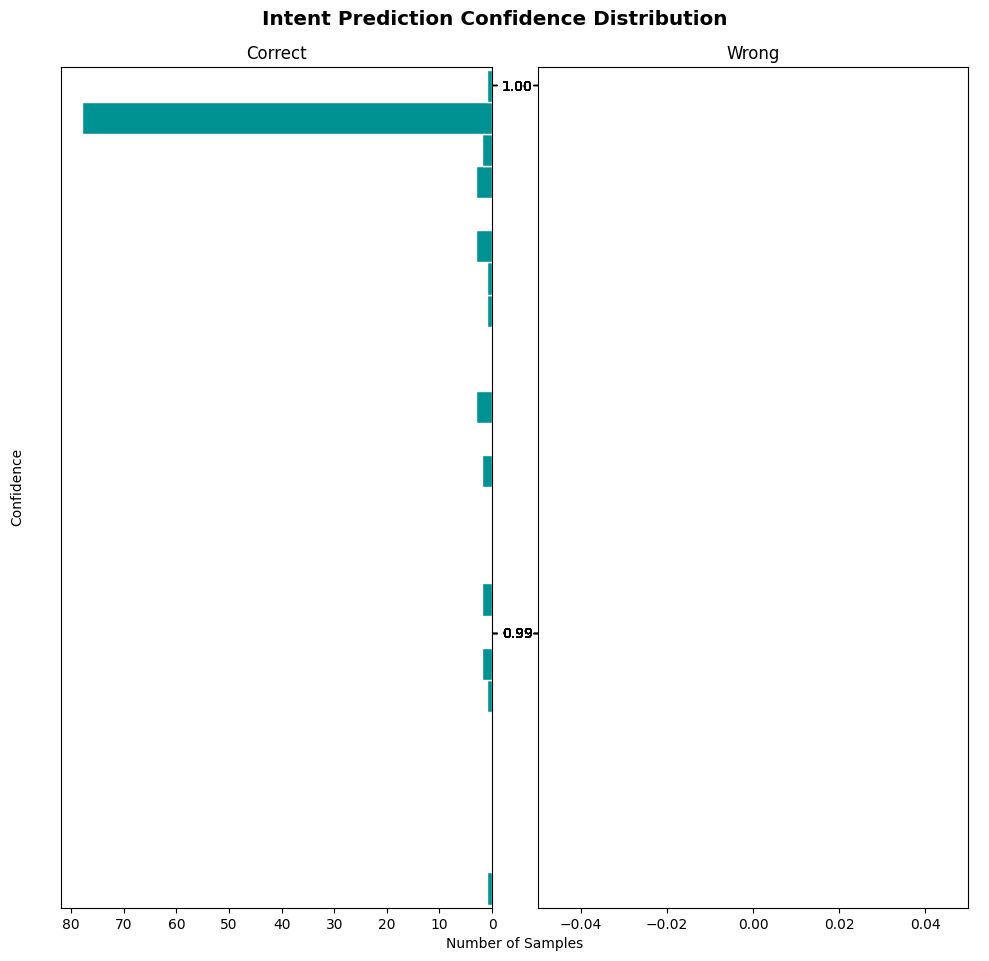 Intent Prediction Confidence Distribution
Correct
Wrong
1.00
0.99
Confidence
80 70 60 50 40 30 20 10 0
−0.04 −0.02 0.00 0.02 0.04
Number of Samples